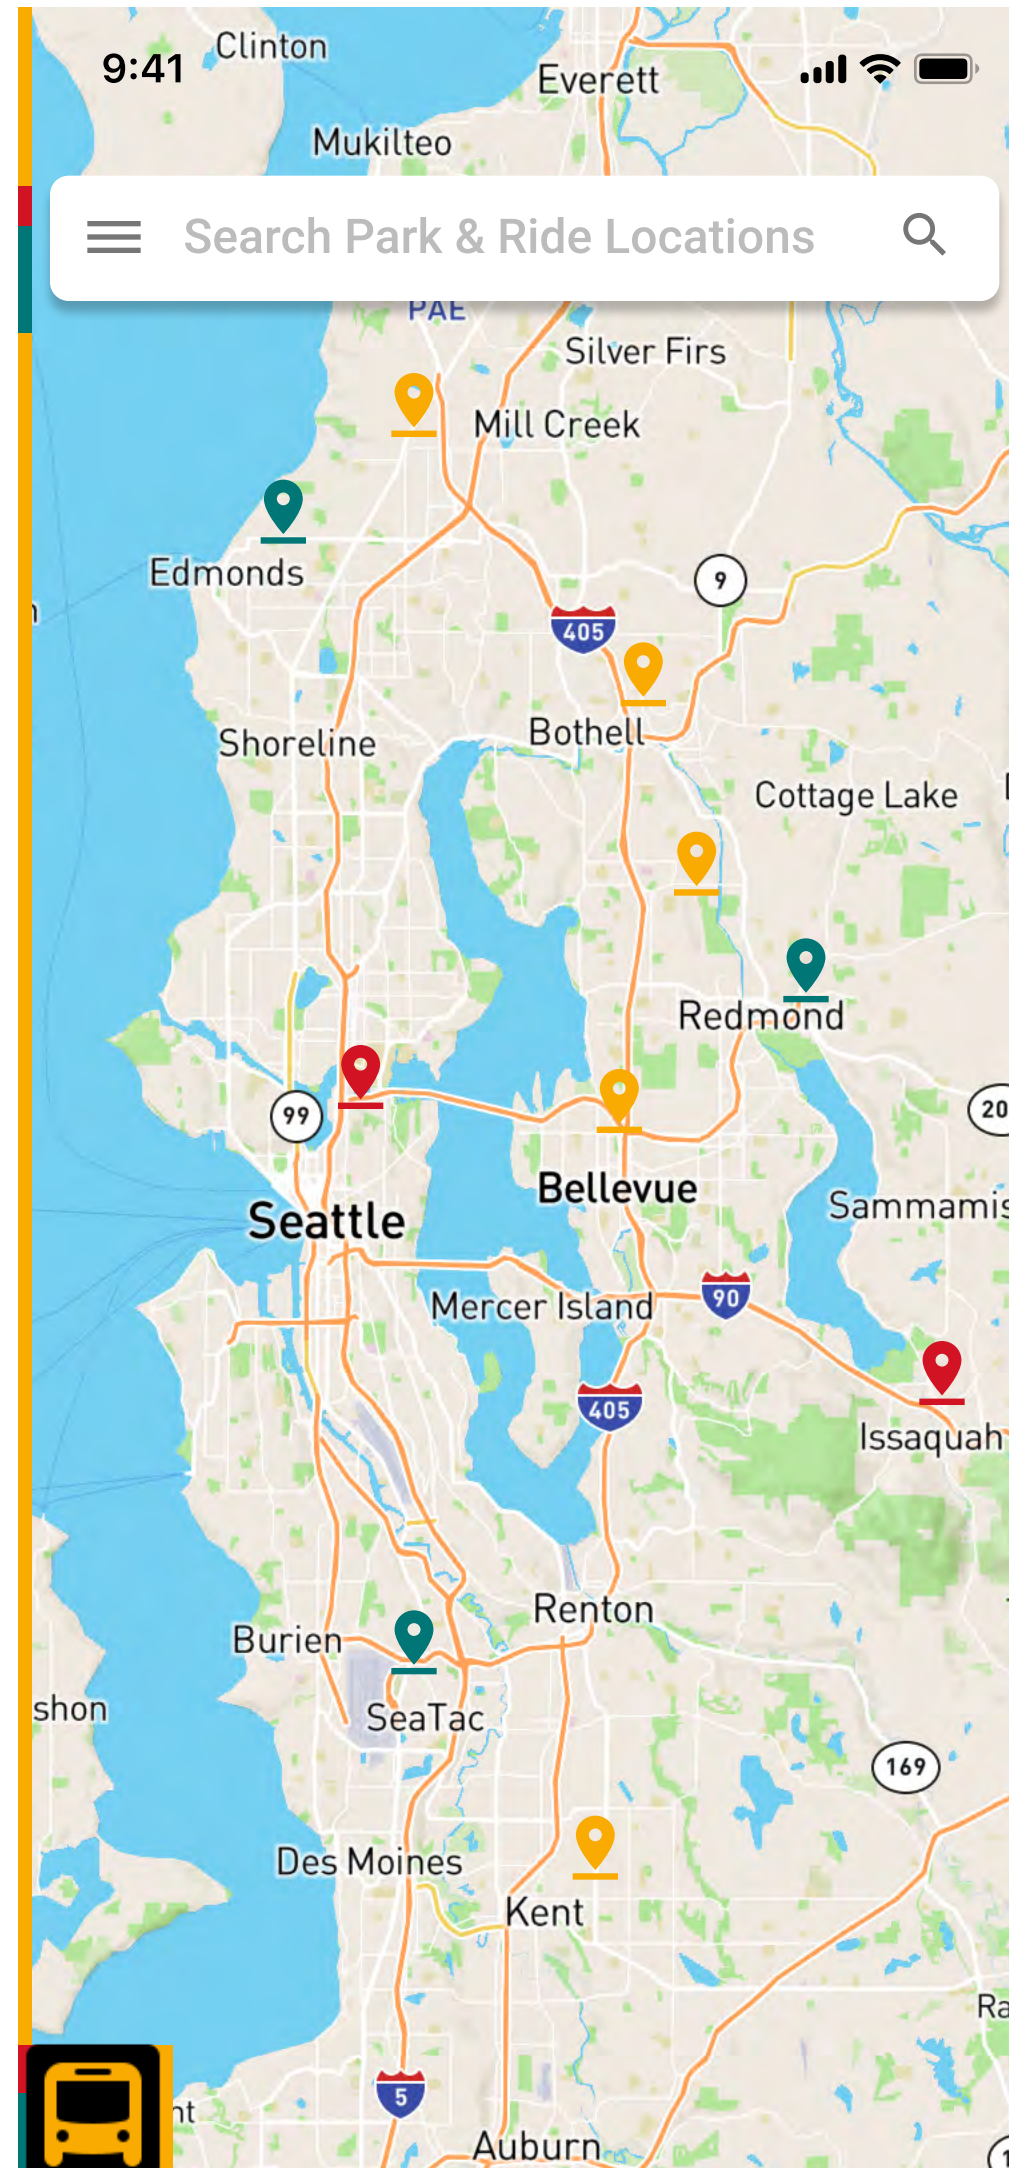 Clinton
9:41
Everett
Mukilteo
Search Park & Ride Locations
PAE
Silver Firs
Mill Creek
Edmonds
9
405
Bothell
Shoreline
Cottage Lake
Redmond
99
20
Bellevue
Sammamis
Seattle
90
Mercer Island
405
Issaquah
Renton
Burien
shon
SeaTac
169
Des Moines
Kent
Ra
5
nt
Auburn
1